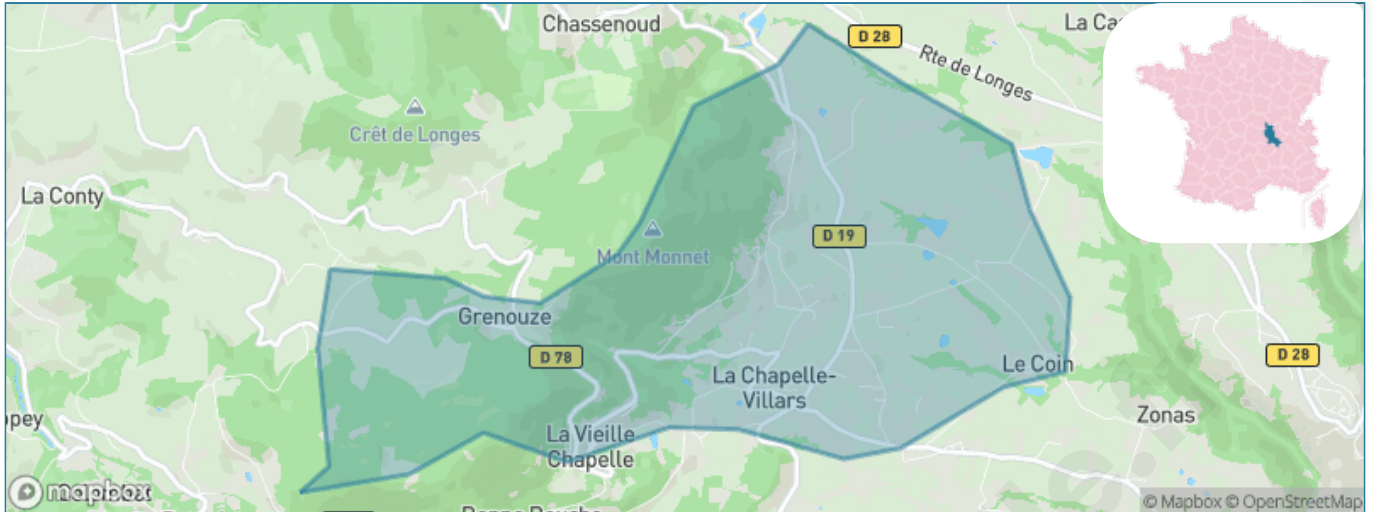 Chassenoud
D 28
La Ca
Rte de Longes
Crêt de Longes
La Conty
D 19
Mont Monnet
Grenouze
D 78
Le Coin
D 28
La Chapelle-
Villars
Zonas
La Vieille
Chapelle
mapbox
© Mapbox © OpenStreetMap